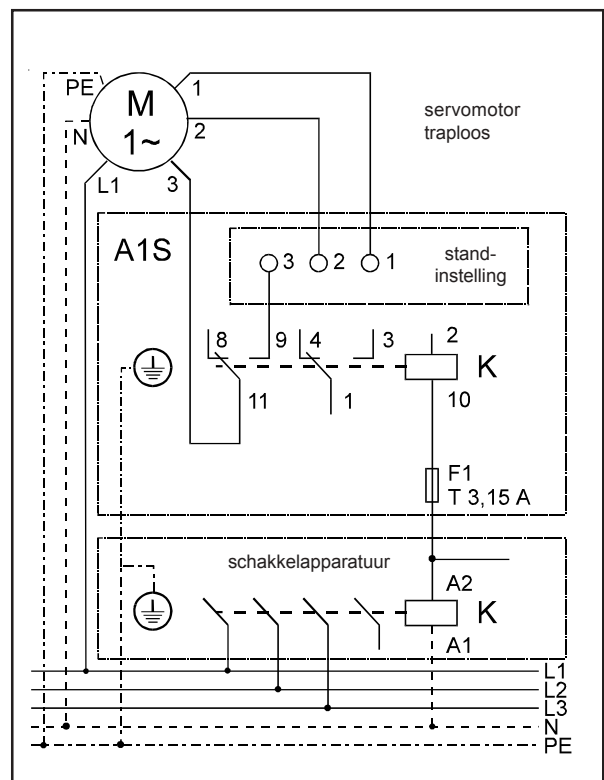 PE
1
M
1~
N
2
L1
3
servomotor
traploos
A1S
3
2
1
stand-
instelling
8
9
4
3
2
K
11
1
10
F1
T 3,15 A
schakkelapparatuur
A2
K
A1
L1
L2
L3
N
PE